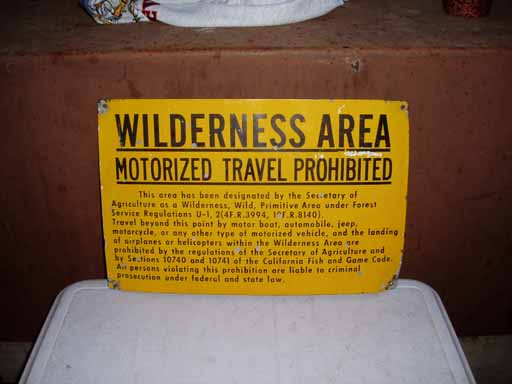 WILDERNESS AREA
MOTORIZED TRAVEL PROHIBITED
This area has been designated by the Secretary of
Agriculture as a Wilderness, Wild, Primitive Area under Forest
Service Regulations U-1, 2(4F.R.3994, 19F.R.8140).
Travel beyond this point by motor boat, automobile, jeep,
motorcycle, or any other type of motorized vehicle, and the landing
of airplanes or helicopters within the Wilderness Area are
prohibited by the regulations of the Secretary of Agriculture and
by Sections 10740 and 10741 of the California Fish and Game Code.
All persons violating this prohibition are liable to criminal
prosecution under federal and state law.